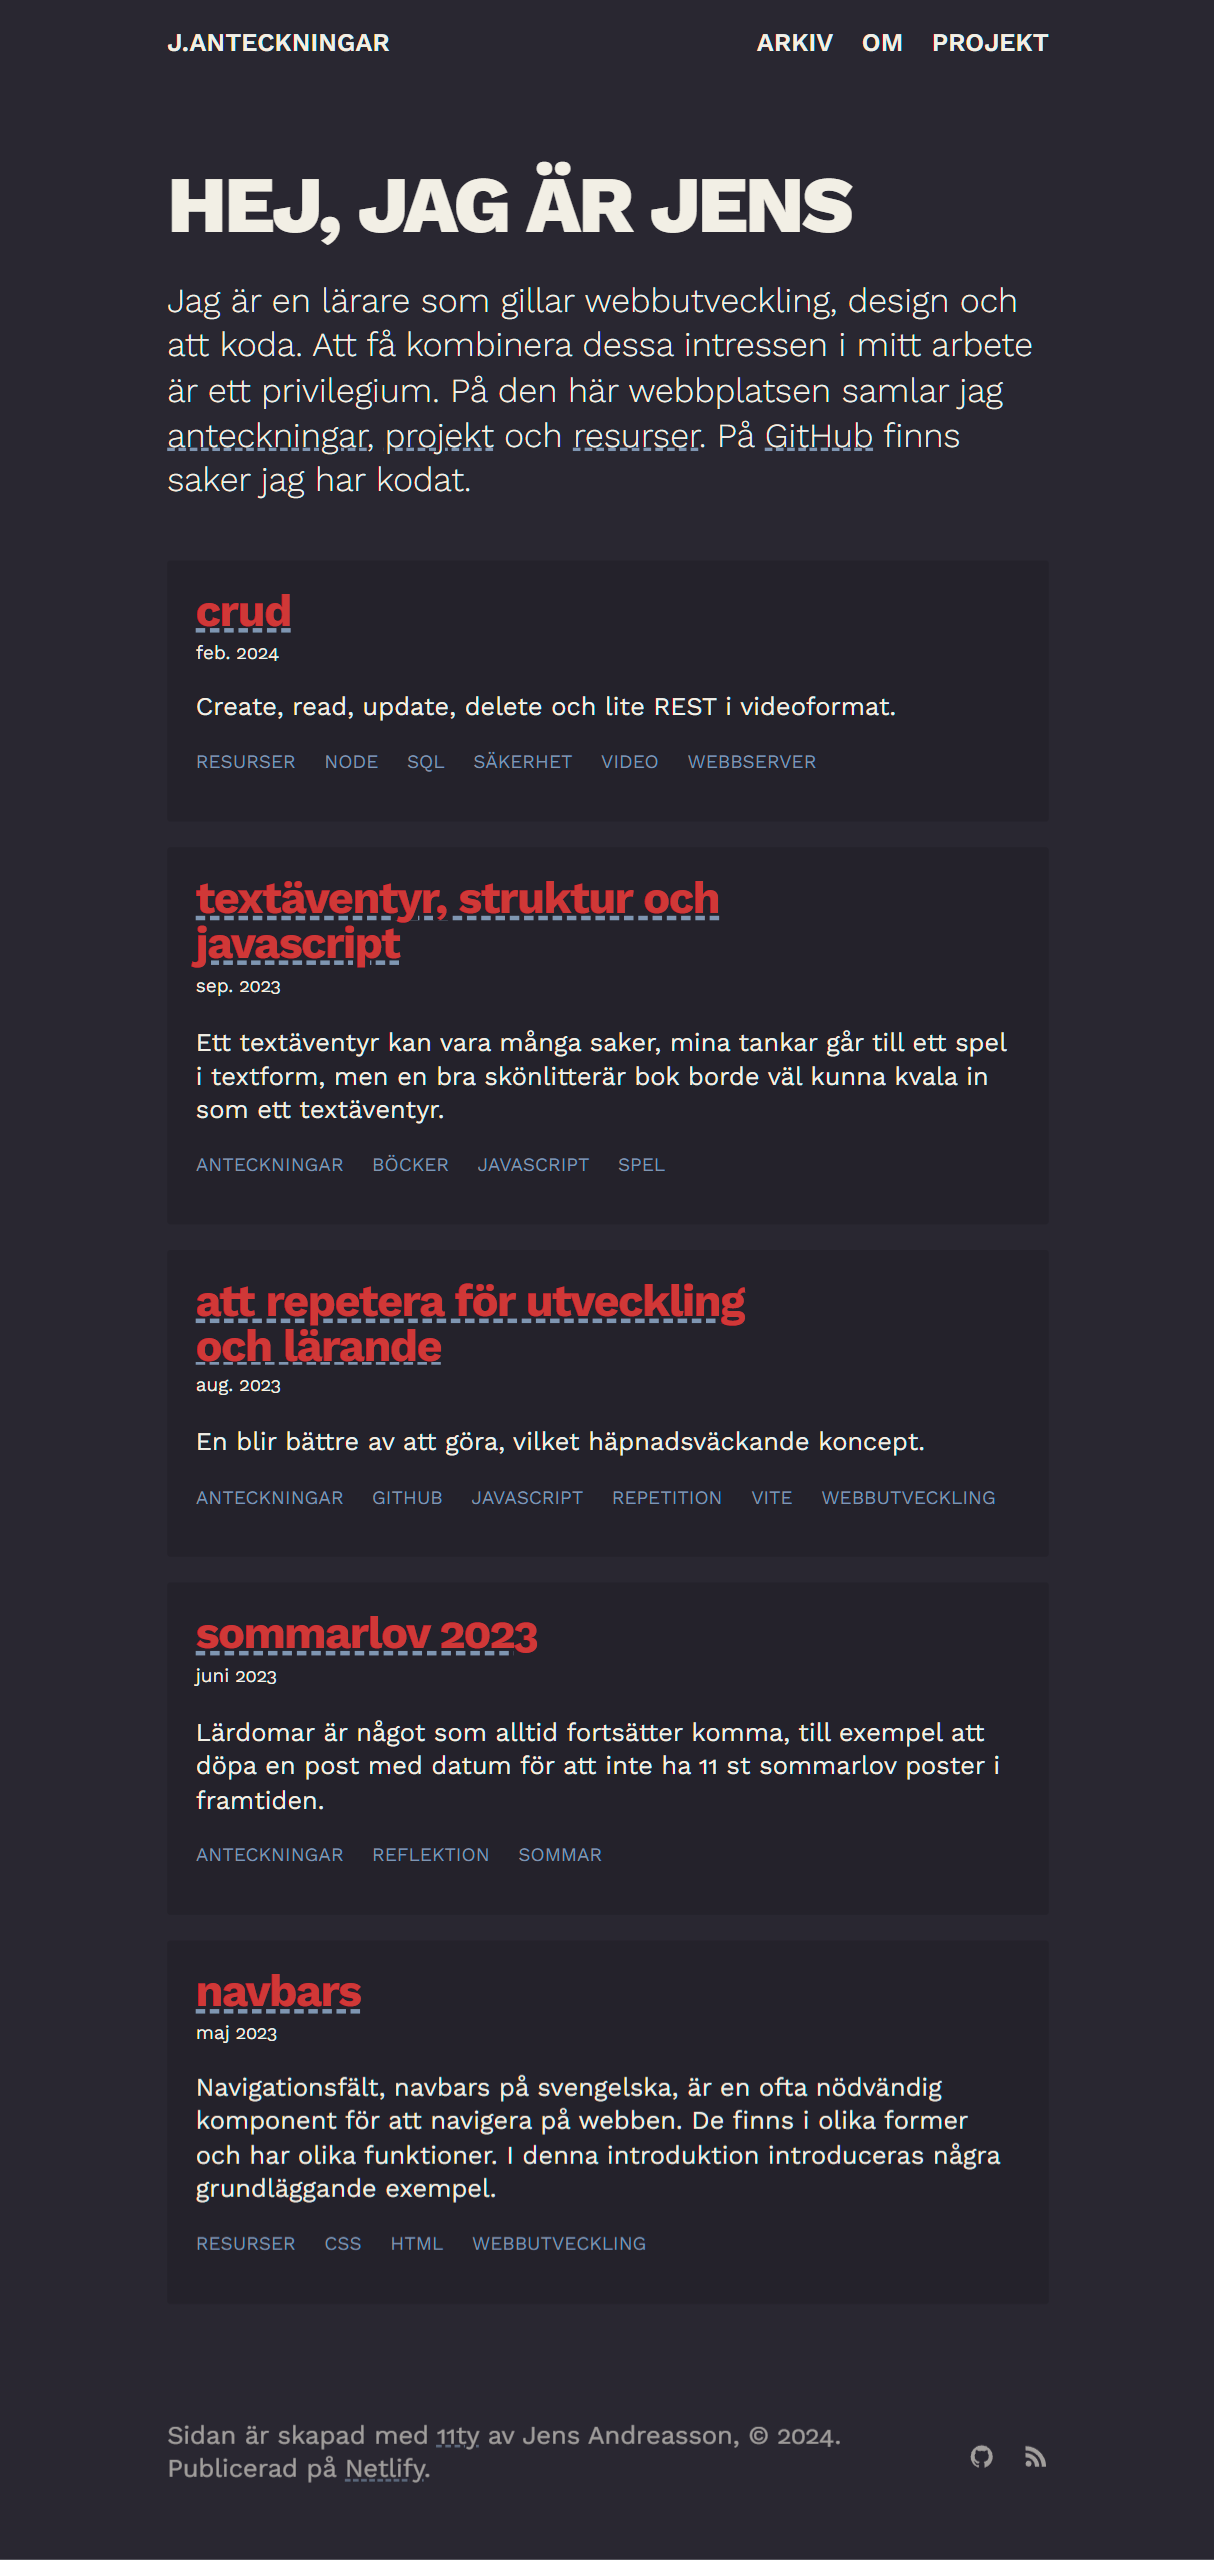 J.ANTECKNINGAR ARKIV OM PROJEKT
HEJ, JAG ÄR JENS
Jag är en lärare som gillar webbutveckling, design och
att koda. Att få kombinera dessa intressen i mitt arbete
är ett privilegium. På den här webbplatsen samlar jag
anteckningar, projekt och resurser. På GitHub finns
saker jag har kodat.
crud
feb. 2024
Create, read, update, delete och lite REST i videoformat.
RESURSER NODE SQL SÄKERHET VIDEO WEBBSERVER
textäventyr, struktur och
javascript
sep. 2023
Ett textäventyr kan vara många saker, mina tankar går till ett spel
i textform, men en bra skönlitterär bok borde väl kunna kvala in
som ett textäventyr.
ANTECKNINGAR BÖCKER JAVASCRIPT SPEL
att repetera för utveckling
och lärande
aug. 2023
En blir bättre av att göra, vilket häpnadsväckande koncept.
ANTECKNINGAR GITHUB JAVASCRIPT REPETITION VITE WEBBUTVECKLING
sommarlov 2023
juni 2023
Lärdomar är något som alltid fortsätter komma, till exempel att
döpa en post med datum för att inte ha 11 st sommarlov poster i
framtiden.
ANTECKNINGAR REFLEKTION SOMMAR
navbars
maj 2023
Navigationsfält, navbars på svengelska, är en ofta nödvändig
komponent för att navigera på webben. De finns i olika former
och har olika funktioner. I denna introduktion introduceras några
grundläggande exempel.
RESURSER CSS HTML WEBBUTVECKLING
Sidan är skapad med 11ty av Jens Andreasson, © 2024.
Publicerad på Netlify.